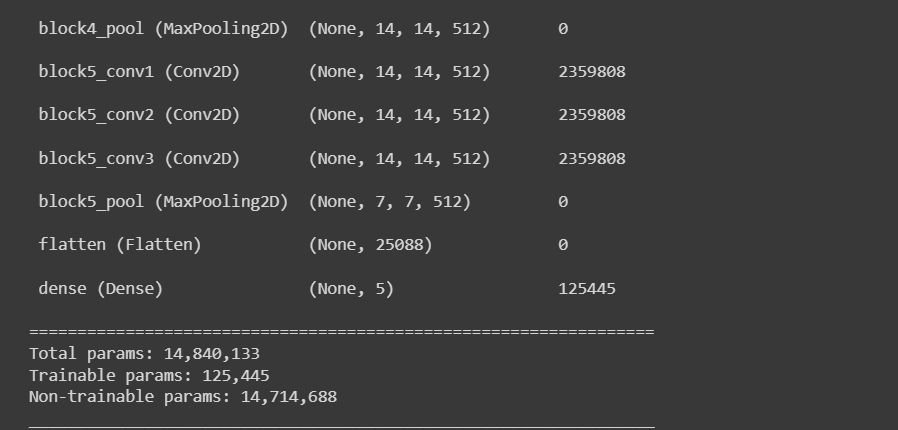 block4_pool (MaxPooling2D) (None, 14, 14, 512) 0
block5_conv1 (Conv2D) (None, 14, 14, 512) 2359808
block5_conv2 (Conv2D) (None, 14, 14, 512) 2359808
block5_conv3 (Conv2D) (None, 14, 14, 512) 2359808
block5_pool (MaxPooling2D) (None, 7, 7, 512) 0
flatten (Flatten) (None, 25088) 0
dense (Dense) (None, 5) 125445
=================================================================
Total params: 14,840,133
Trainable params: 125,445
Non-trainable params: 14,714,688
_________________________________________________________________